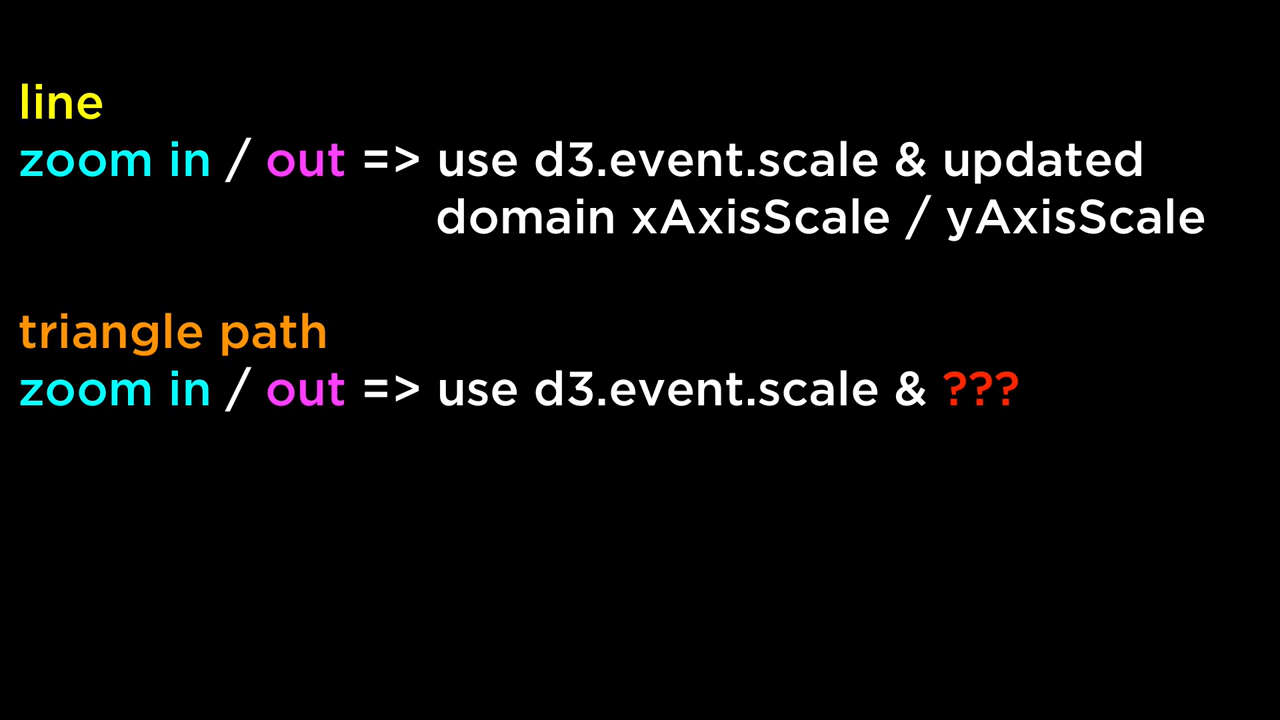 line
zoom in / out => use d3.event.scale & updated
domain xAxisScale / yAxisScale
triangle path
zoom in / out => use d3.event.scale & ???